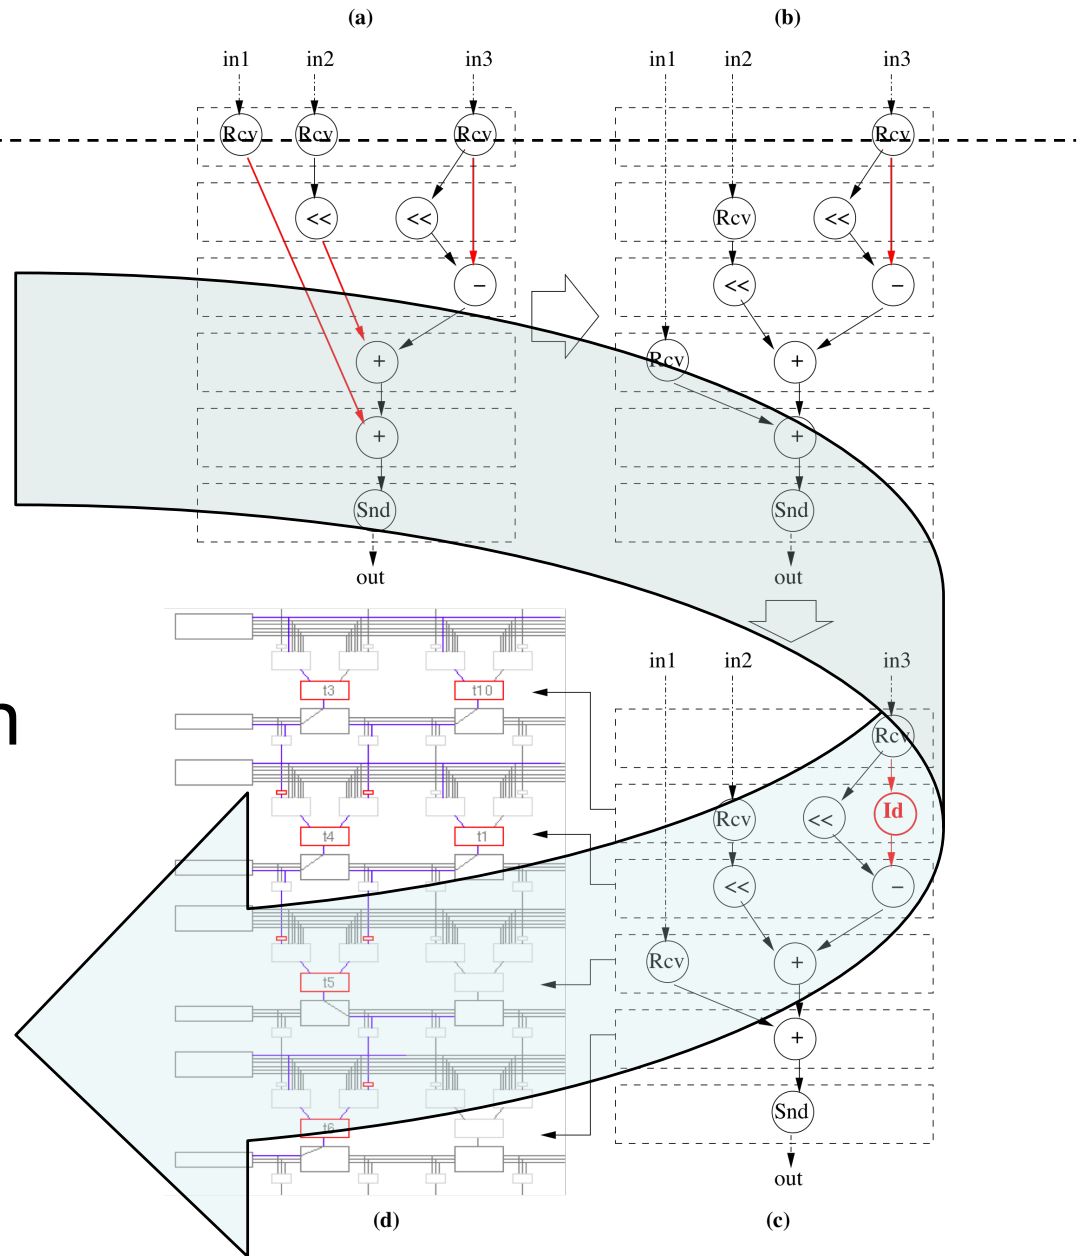 (a) (b)
in1 in2 in3 in1 in2 in3
Rcv Rcv Rcv Rcv
<< << Rcv <<
− << −
+ Rcv +
+ +
Snd Snd
out out
in1 in2 in3
t3 t10
Rcv
n
t4 t1 Rcv << Id
<< −
t5 Rcv +
+
t6 Snd
out
(d) (c)